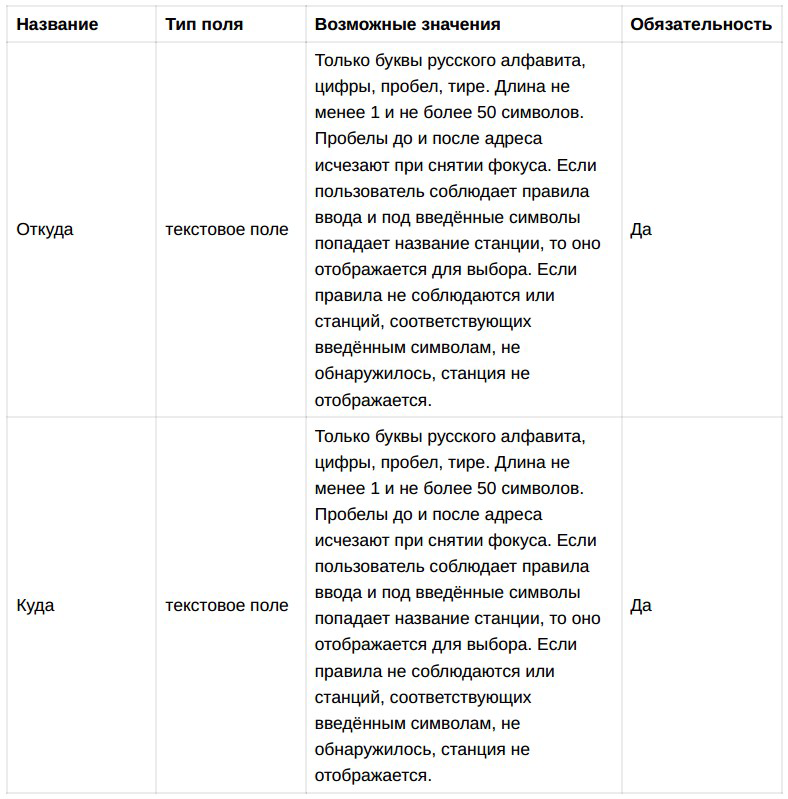 Название Тип поля Возможные значения Обязательность
Только буквы русского алфавита,
цифры, пробел, тире. Длина не
менее 1 и не более 50 символов.
Пробелы до и после адреса
исчезают при снятии фокуса. Если
пользователь соблюдает правила
ввода и под введённые символы
Откуда текстовое поле попадает название станции, то оно Да
отображается для выбора. Если
правила не соблюдаются или
станций, соответствующих
введённым символам, не
обнаружилось, станция не
отображается.
Только буквы русского алфавита,
цифры, пробел, тире. Длина не
менее 1 и не более 50 символов.
Пробелы до и после адреса
исчезают при снятии фокуса. Если
пользователь соблюдает правила
ввода и под введённые символы
Куда текстовое поле попадает название станции, то оно Да
отображается для выбора. Если
правила не соблюдаются или
станций, соответствующих
введённым символам, не
обнаружилось, станция не
отображается.